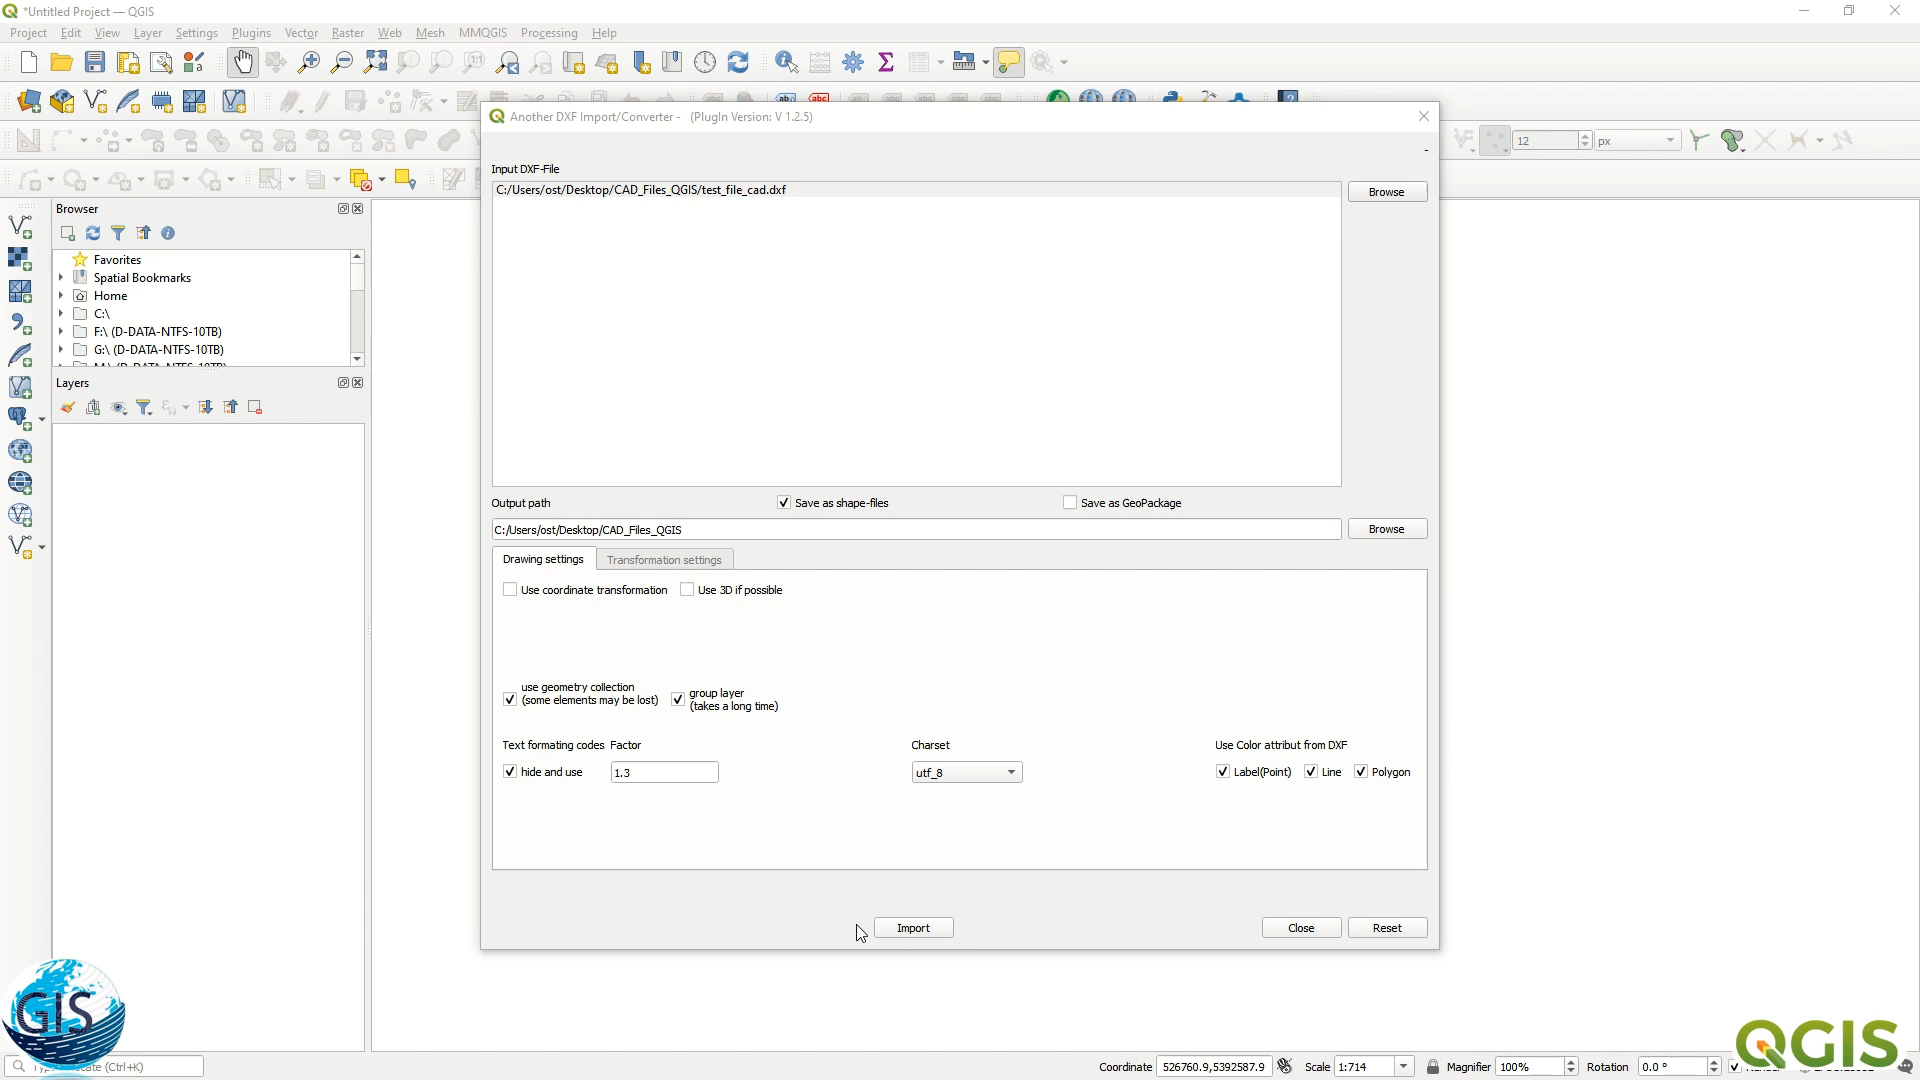 *Untitled Project — QGIS
Project Edit View Layer Settings Plugins Vector Raster Web Mesh MMQGIS Processing Help
abc abc
12 px
Another DXF Import/Converter - (PlugIn Version: V 1.2.5)
-
Input DXF-File
C:/Users/ost/Desktop/CAD_Files_QGIS/test_file_cad.dxf
Browse
Browser
Favorites
Spatial Bookmarks
Home
C:\
F:\ (D-DATA-NTFS-10TB)
G:\ (D-DATA-NTFS-10TB)
Layers
Output path Save as shape-files Save as GeoPackage
C:/Users/ost/Desktop/CAD_Files_QGIS Browse
Drawing settings Transformation settings
Use coordinate transformation Use 3D if possible
use geometry collection
(some elements may be lost)
group layer
(takes a long time)
Text formating codes Factor Charset Use Color attribut from DXF
hide and use 1.3 utf_8 Label(Point) Line Polygon
Import Close Reset
GIS
QGIS
(Ctrl+K)
Coordinate 526760.9,5392587.9 Scale 1:714 Magnifier 100% Rotation 0.0 °